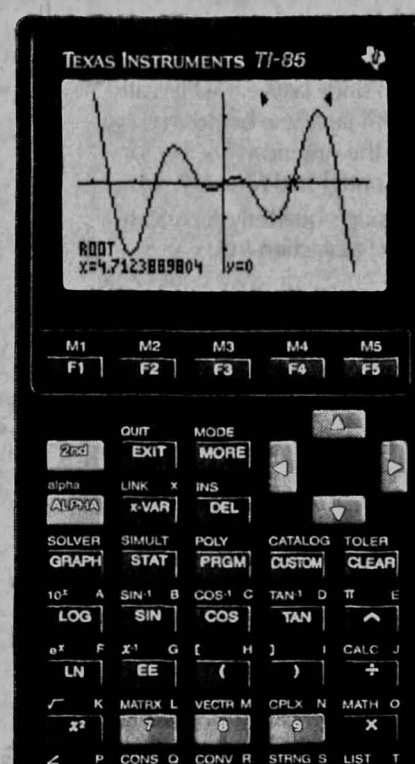 TEXAS INSTRUMENTS TI-85
ROOT
x=4.7123889804 y=0
M1 M2 M3 M4 M5
F1 F2 F3 F4 F5
QUIT MODE
2nd EXIT MORE
alpha LINK x INS
ALPHA x-VAR DEL
SOLVER SIMULT POLY CATALOG TOLER
GRAPH STAT PRGM CUSTOM CLEAR
10ˣ A SIN⁻¹ B COS⁻¹ C TAN⁻¹ D π E
LOG SIN COS TAN ^
eˣ F x⁻¹ G [ H ] I CALC J
LN EE ( ) ÷
√ K MATRX L VECTR M CPLX N MATH O
x² 7 8 9 ×
∠ P CONS Q CONV R STRNG S LIST T